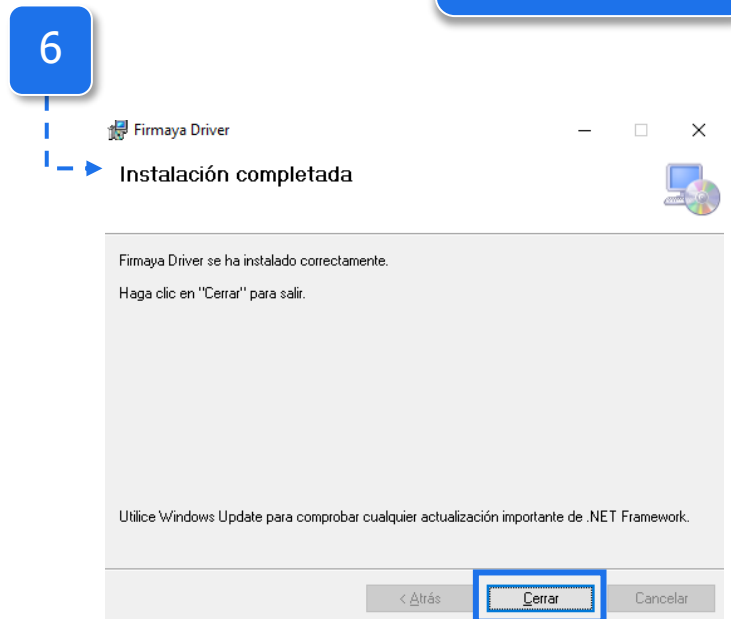 6
Firmaya Driver
Instalación completada
Firmaya Driver se ha instalado correctamente.
Haga clic en "Cerrar" para salir.
Utilice Windows Update para comprobar cualquier actualización importante de .NET Framework.
< Atrás Cerrar Cancelar